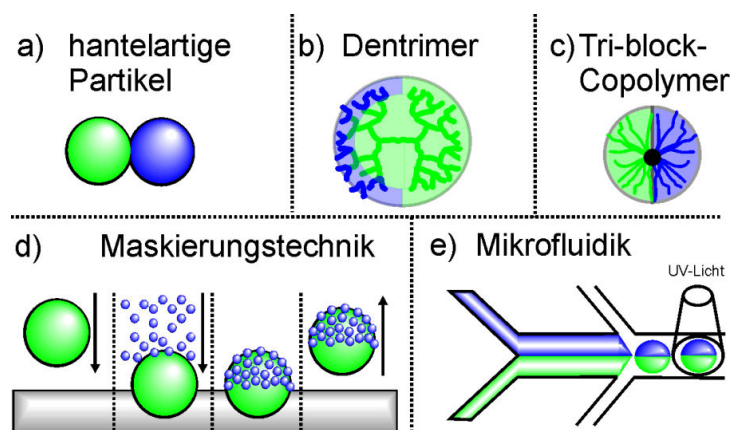 a) hantelartige
Partikel
b) Dentrimer
c) Tri-block-
Copolymer
d) Maskierungstechnik
e) Mikrofluidik
UV-Licht